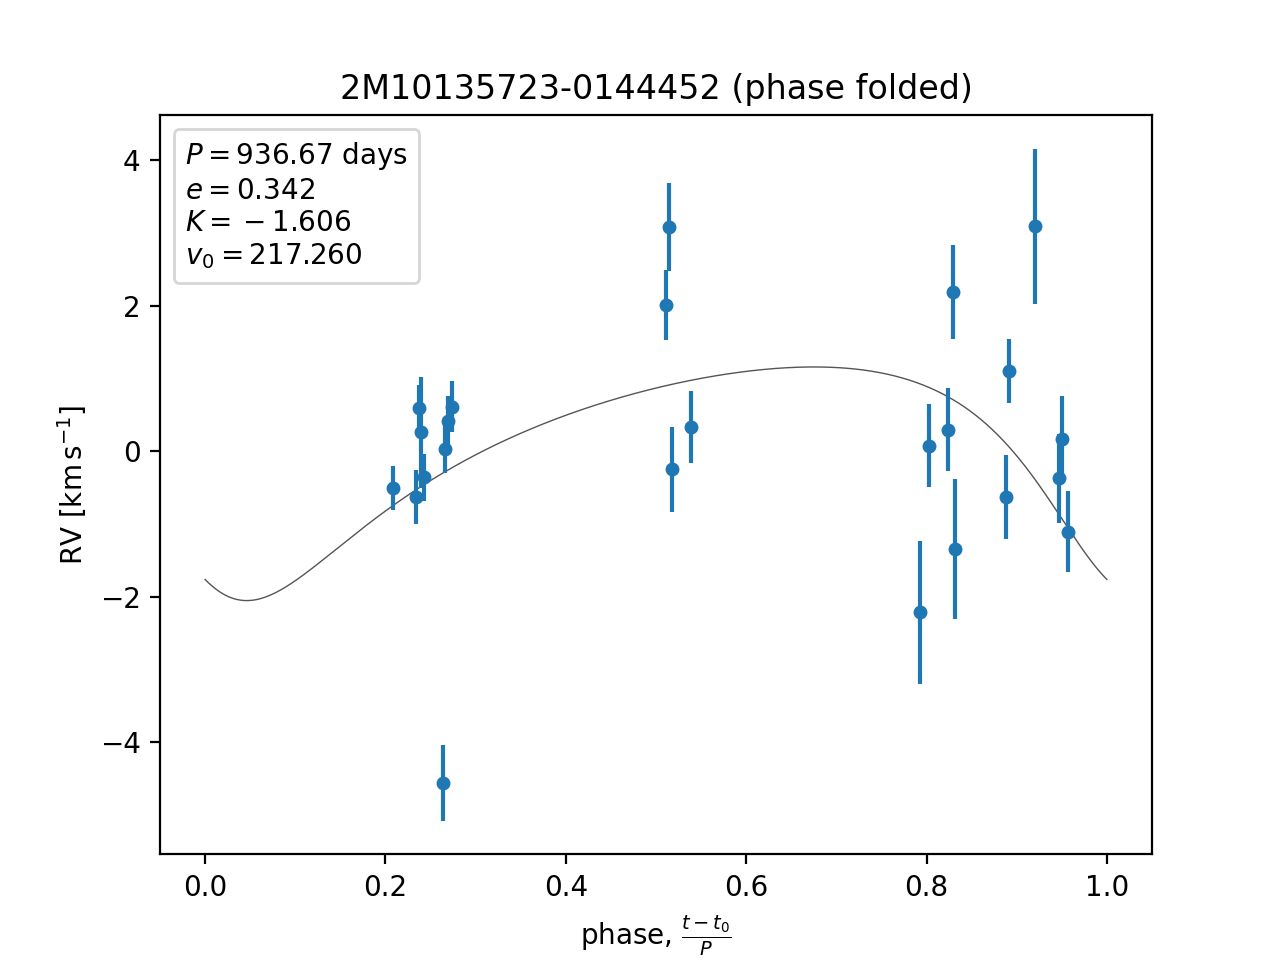 2M10135723-0144452 (phase folded)
P = 936.67 days
e = 0.342
K = −1.606
v₀ = 217.260
RV [km s⁻¹]
4
2
0
−2
−4
0.0 0.2 0.4 0.6 0.8 1.0
phase, (t − t₀)/P